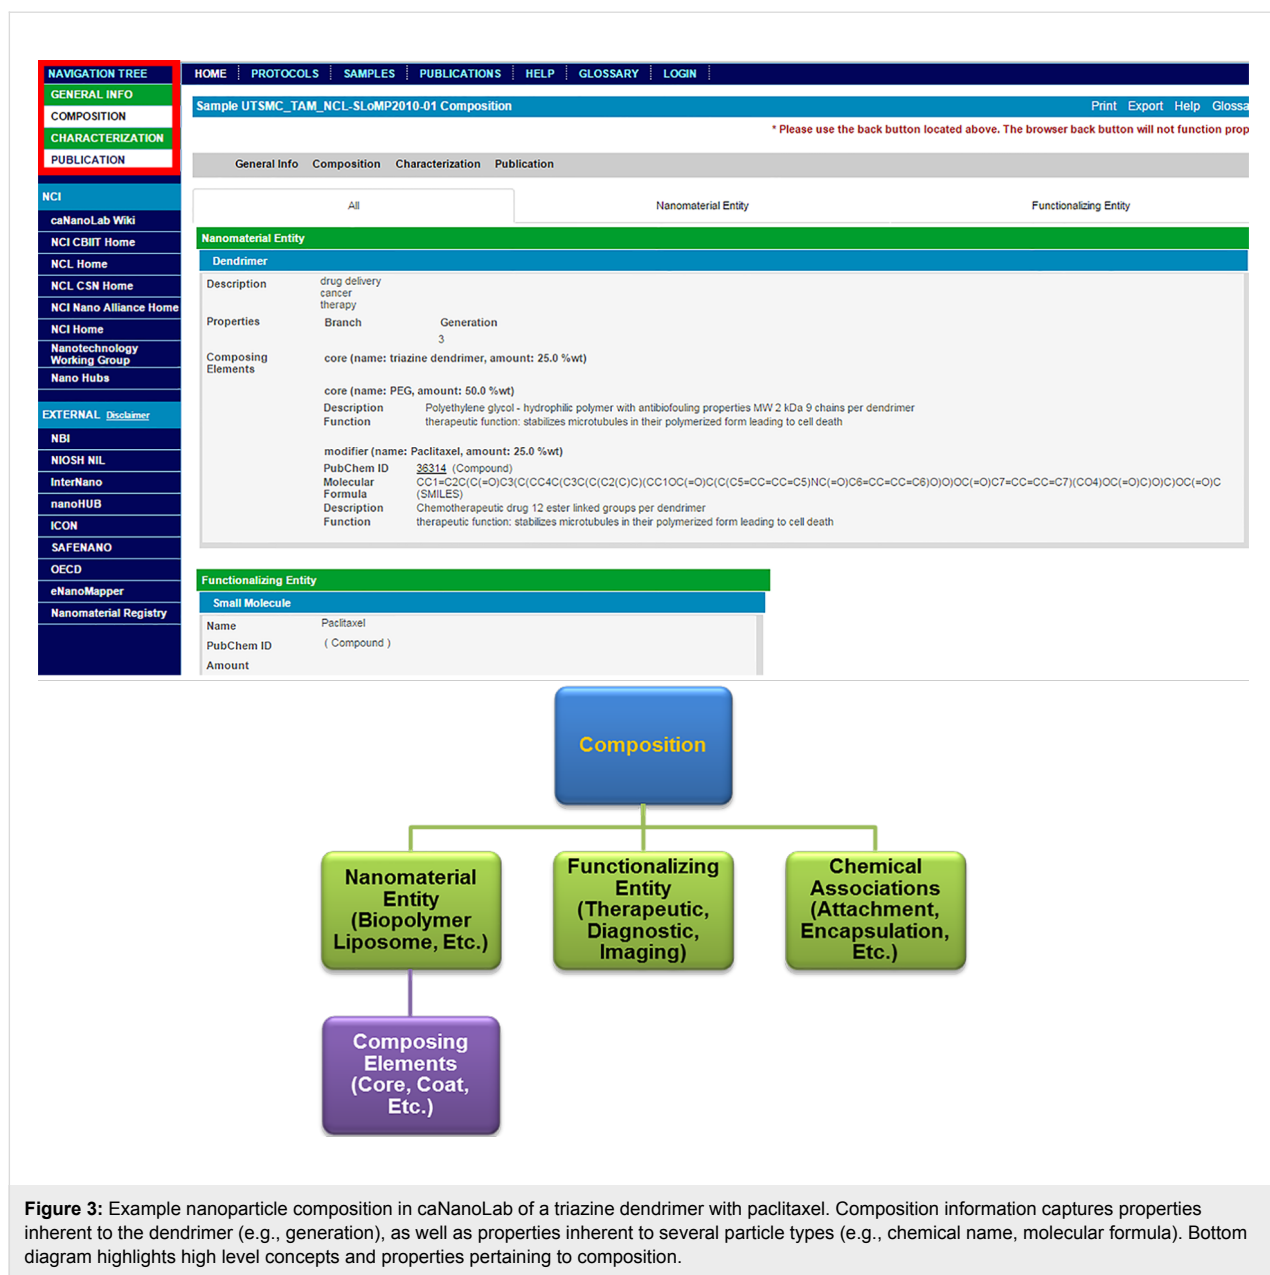 NAVIGATION TREE
GENERAL INFO
COMPOSITION
CHARACTERIZATION
PUBLICATION
NCI
caNanoLab Wiki
NCI CBIIT Home
NCL Home
NCL CSN Home
NCI Nano Alliance Home
NCI Home
Nanotechnology
Working Group
Nano Hubs
EXTERNAL Disclaimer
NBI
NIOSH NIL
InterNano
nanoHUB
ICON
SAFENANO
OECD
eNanoMapper
Nanomaterial Registry
HOME PROTOCOLS SAMPLES PUBLICATIONS HELP GLOSSARY LOGIN
Sample UTSMC_TAM_NCL-SLoMP2010-01 Composition Print Export Help Glossa
* Please use the back button located above. The browser back button will not function prop
General Info Composition Characterization Publication
All Nanomaterial Entity Functionalizing Entity
Nanomaterial Entity
Dendrimer
Description drug delivery
cancer
therapy
Properties Branch Generation
3
Composing core (name: triazine dendrimer, amount: 25.0 %wt)
Elements
core (name: PEG, amount: 50.0 %wt)
Description Polyethylene glycol - hydrophilic polymer with antibiofouling properties MW 2 kDa 9 chains per dendrimer
Function therapeutic function: stabilizes microtubules in their polymerized form leading to cell death
modifier (name: Paclitaxel, amount: 25.0 %wt)
PubChem ID 36314 (Compound)
Molecular CC1=C2C(C(=O)C3(C(CC4C(C3C(C(C2(C)C)(CC1OC(=O)C(C(C5=CC=CC=C5)NC(=O)C6=CC=CC=C6)O)O)OC(=O)C7=CC=CC=C7)(CO4)OC(=O)C)O)C)OC(=O)C
Formula (SMILES)
Description Chemotherapeutic drug 12 ester linked groups per dendrimer
Function therapeutic function: stabilizes microtubules in their polymerized form leading to cell death
Functionalizing Entity
Small Molecule
Name Paclitaxel
PubChem ID ( Compound )
Amount
Composition
Nanomaterial
Entity
(Biopolymer
Liposome, Etc.)
Functionalizing
Entity
(Therapeutic,
Diagnostic,
Imaging)
Chemical
Associations
(Attachment,
Encapsulation,
Etc.)
Composing
Elements
(Core, Coat,
Etc.)
Figure 3: Example nanoparticle composition in caNanoLab of a triazine dendrimer with paclitaxel. Composition information captures properties
inherent to the dendrimer (e.g., generation), as well as properties inherent to several particle types (e.g., chemical name, molecular formula). Bottom
diagram highlights high level concepts and properties pertaining to composition.